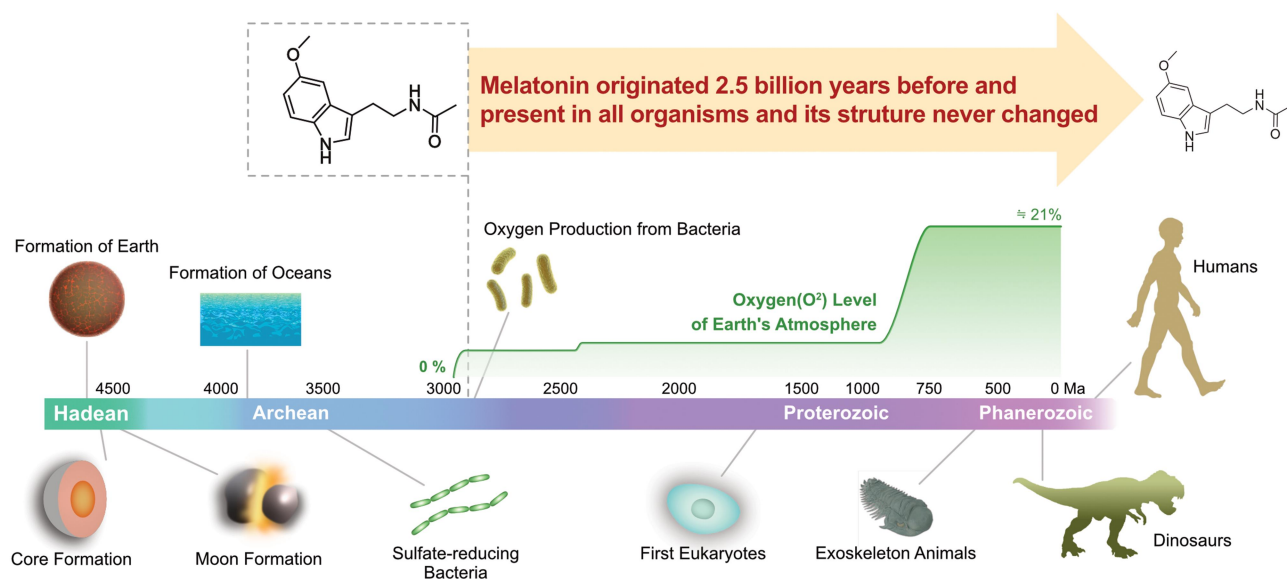 Melatonin originated 2.5 billion years before and
present in all organisms and its struture never changed
O
H
N
O
N
H
O
H
N
O
N
H
Formation of Earth
Formation of Oceans
Oxygen Production from Bacteria
≒ 21%
Humans
Oxygen(O²) Level
of Earth's Atmosphere
0 %
4500 4000 3500 3000 2500 2000 1500 1000 750 500 0 Ma
Hadean Archean Proterozoic Phanerozoic
Core Formation
Moon Formation
Sulfate-reducing
Bacteria
First Eukaryotes
Exoskeleton Animals
Dinosaurs